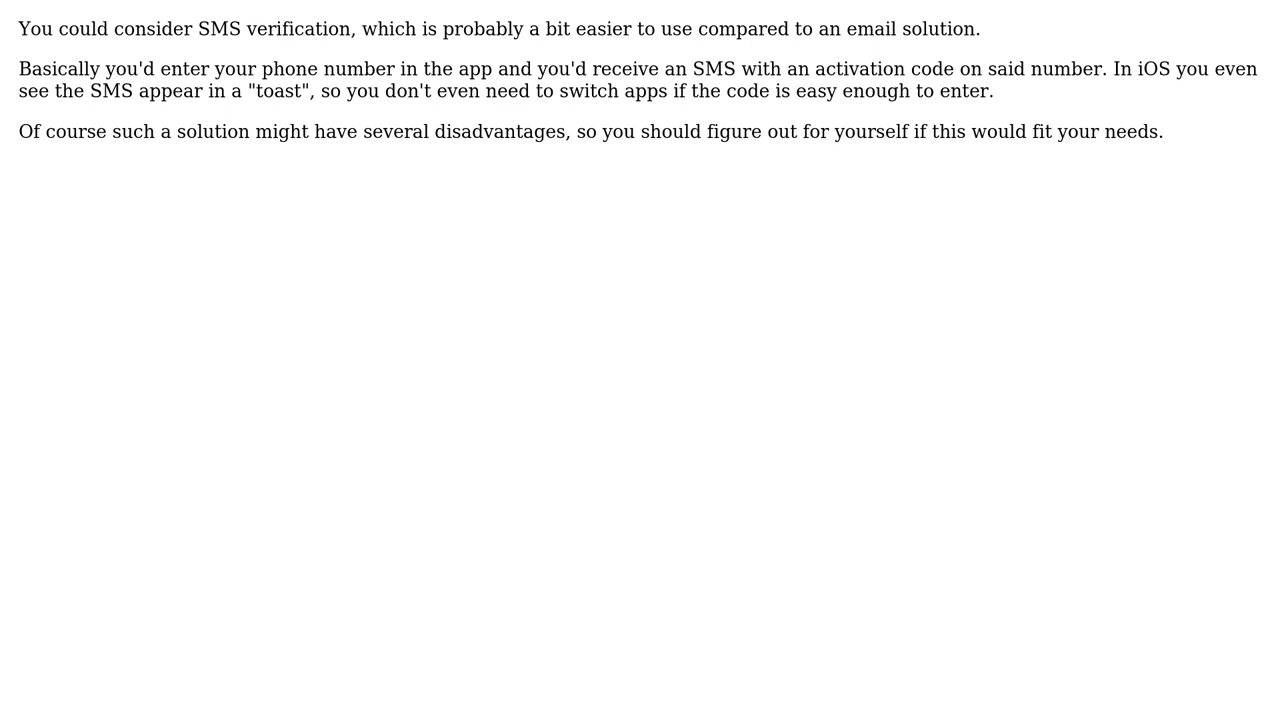 You could consider SMS verification, which is probably a bit easier to use compared to an email solution.
Basically you'd enter your phone number in the app and you'd receive an SMS with an activation code on said number. In iOS you even
see the SMS appear in a "toast", so you don't even need to switch apps if the code is easy enough to enter.
Of course such a solution might have several disadvantages, so you should figure out for yourself if this would fit your needs.